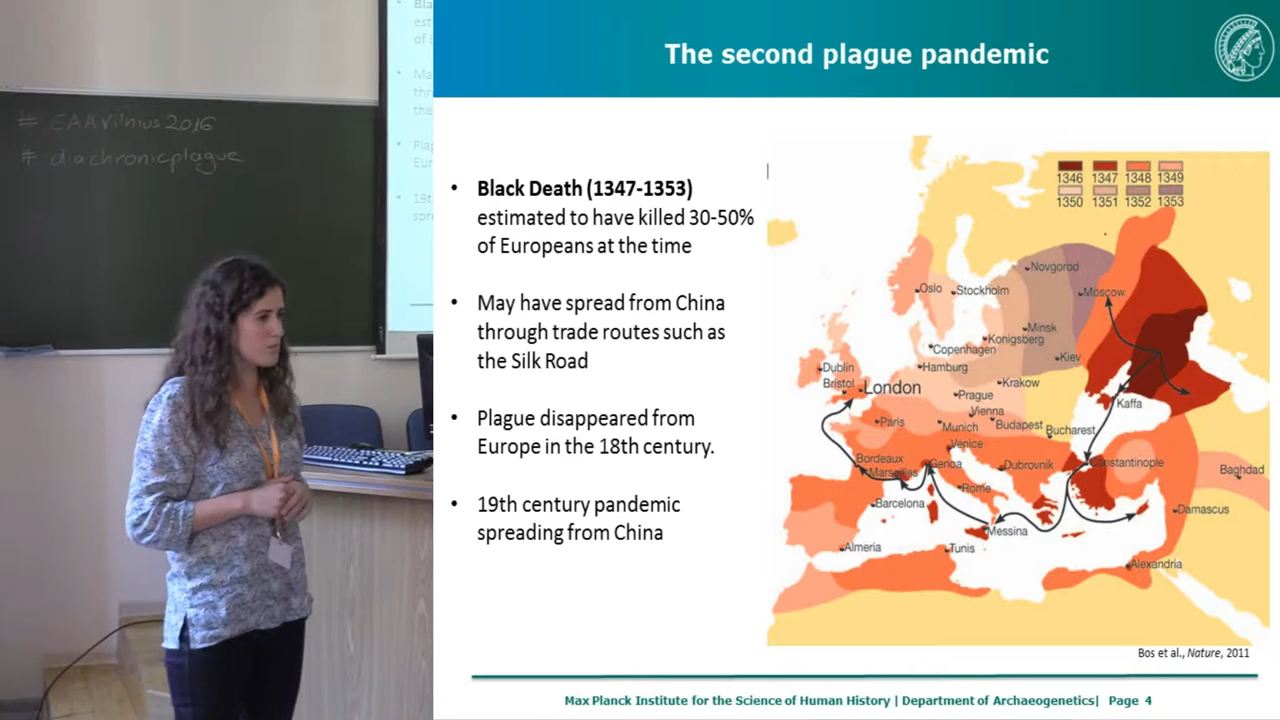 # EAAVilnius2016
# diachronicplague
The second plague pandemic
• Black Death (1347-1353)
estimated to have killed 30-50%
of Europeans at the time
• May have spread from China
through trade routes such as
the Silk Road
• Plague disappeared from
Europe in the 18th century.
• 19th century pandemic
spreading from China
1346 1347 1348 1349
1350 1351 1352 1353
Novgorod
Oslo
Stockholm
Moscow
Minsk
Konigsberg
Copenhagen
Kiev
Dublin
Hamburg
Bristol
London
Krakow
Prague
Kaffa
Vienna
Paris
Munich
Budapest
Bucharest
Venice
Bordeaux
Genoa
Dubrovnik
Constantinople
Marseilles
Baghdad
Rome
Barcelona
Damascus
Messina
Almeria
Tunis
Alexandria
Bos et al., Nature, 2011
Max Planck Institute for the Science of Human History | Department of Archaeogenetics| Page 4